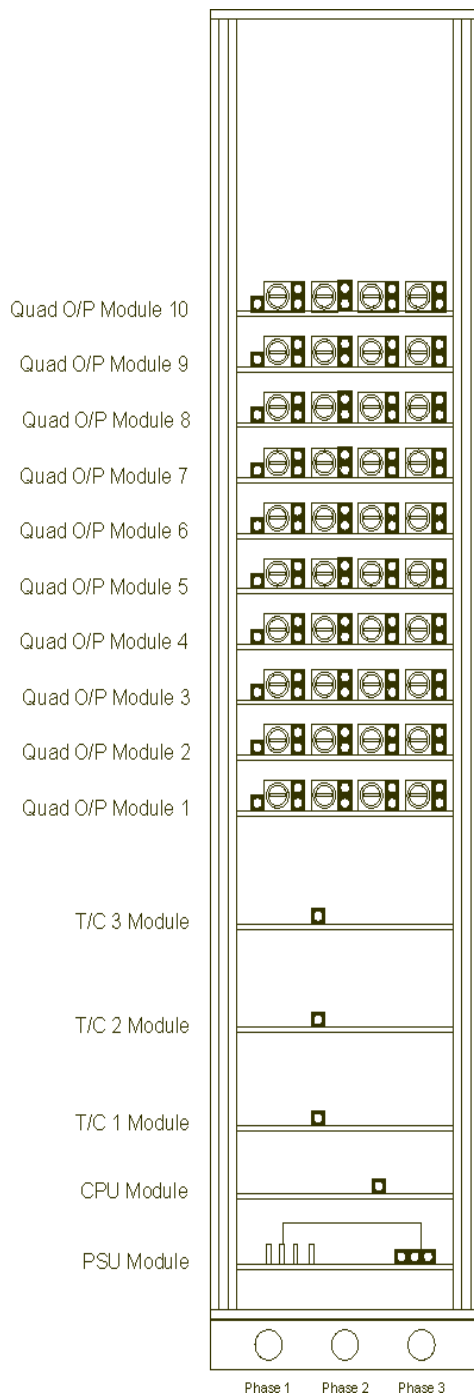 Quad O/P Module 10
Quad O/P Module 9
Quad O/P Module 8
Quad O/P Module 7
Quad O/P Module 6
Quad O/P Module 5
Quad O/P Module 4
Quad O/P Module 3
Quad O/P Module 2
Quad O/P Module 1
T/C 3 Module
T/C 2 Module
T/C 1 Module
CPU Module
PSU Module
Phase 1 Phase 2 Phase 3